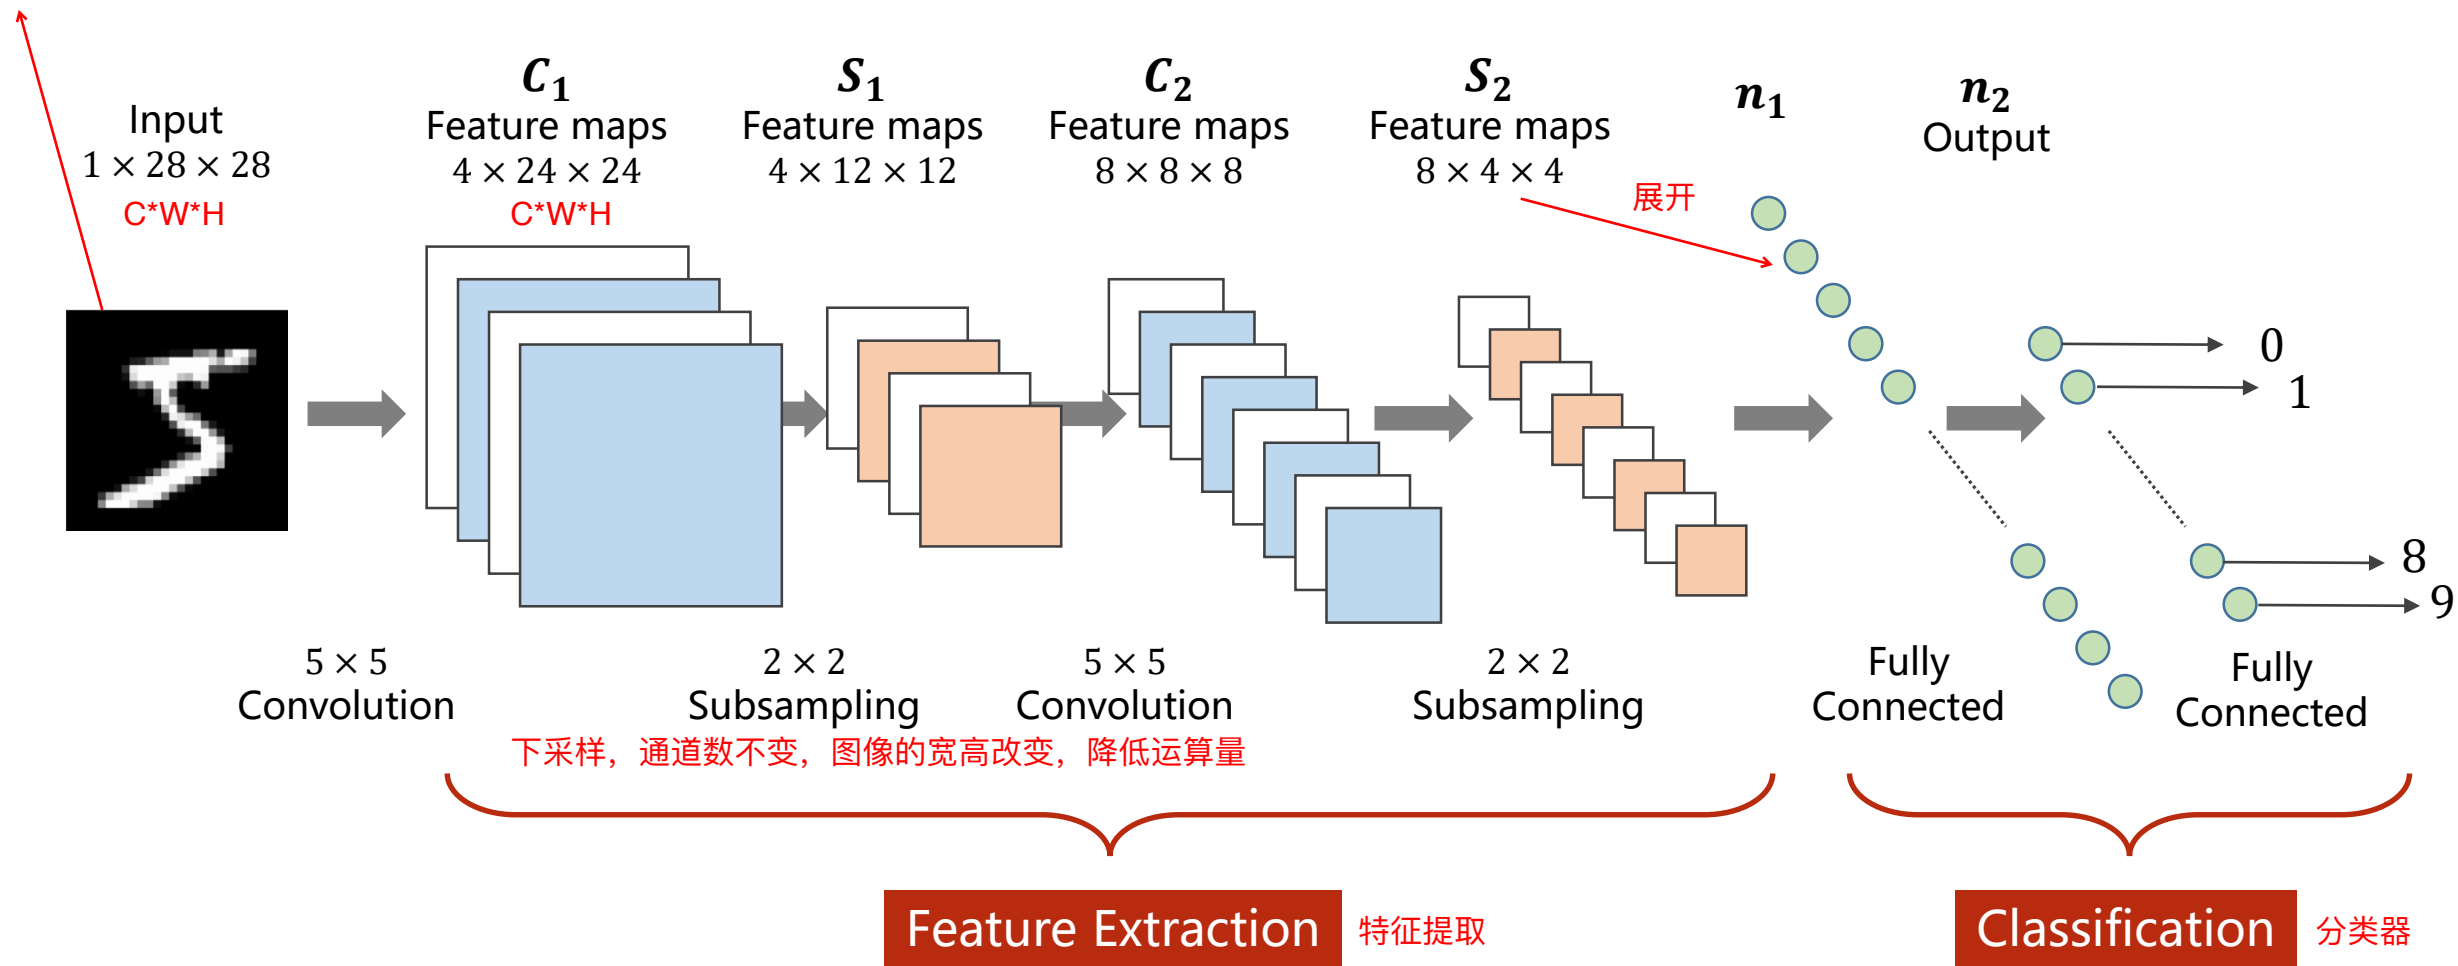 Input
1 × 28 × 28
C*W*H
C₁
Feature maps
4 × 24 × 24
C*W*H
S₁
Feature maps
4 × 12 × 12
C₂
Feature maps
8 × 8 × 8
S₂
Feature maps
8 × 4 × 4
展开
n₁
n₂
Output
0
1
8
9
5 × 5
Convolution
2 × 2
Subsampling
5 × 5
Convolution
2 × 2
Subsampling
Fully
Connected
Fully
Connected
下采样，通道数不变，图像的宽高改变，降低运算量
Feature Extraction
特征提取
Classification
分类器